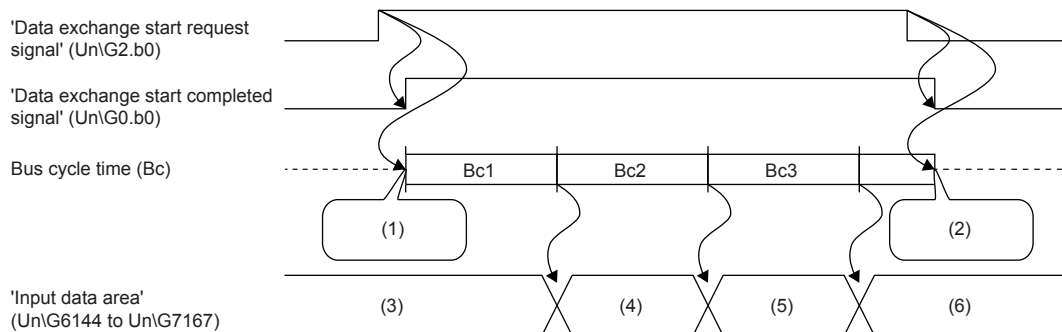 'Data exchange start request
signal' (Un\G2.b0)
'Data exchange start completed
signal' (Un\G0.b0)
Bus cycle time (Bc)
Bc1 Bc2 Bc3
(1) (2)
'Input data area'
(Un\G6144 to Un\G7167)
(3) (4) (5) (6)